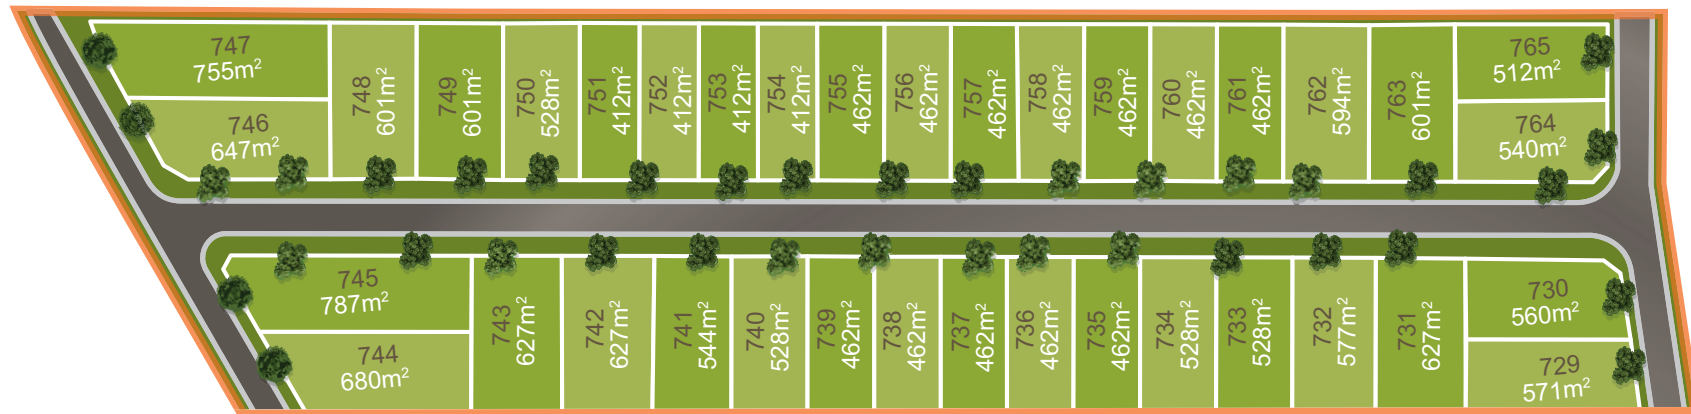 747
755m²
746
647m²
748
601m²
749
601m²
750
528m²
751
412m²
752
412m²
753
412m²
754
412m²
755
462m²
756
462m²
757
462m²
758
462m²
759
462m²
760
462m²
761
462m²
762
594m²
763
601m²
765
512m²
764
540m²
745
787m²
744
680m²
743
627m²
742
627m²
741
544m²
740
528m²
739
462m²
738
462m²
737
462m²
736
462m²
735
462m²
734
528m²
733
528m²
732
577m²
731
627m²
730
560m²
729
571m²